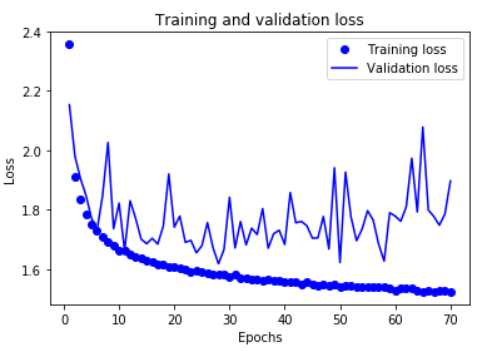 Training and validation loss
Training loss
Validation loss
Loss
2.4
2.2
2.0
1.8
1.6
0 10 20 30 40 50 60 70
Epochs